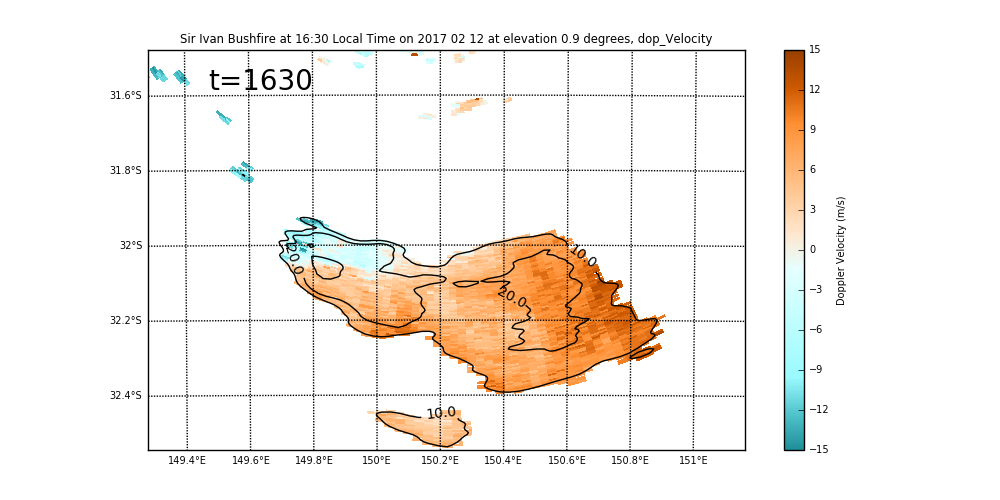 Sir Ivan Bushfire at 16:30 Local Time on 2017 02 12 at elevation 0.9 degrees, dop_Velocity
t=1630
31.6°S
31.8°S
32°S
32.2°S
32.4°S
149.4°E 149.6°E 149.8°E 150°E 150.2°E 150.4°E 150.6°E 150.8°E 151°E
10.0
20.0
10.0
15
12
9
6
3
0
−3
−6
−9
−12
−15
Doppler Velocity (m/s)